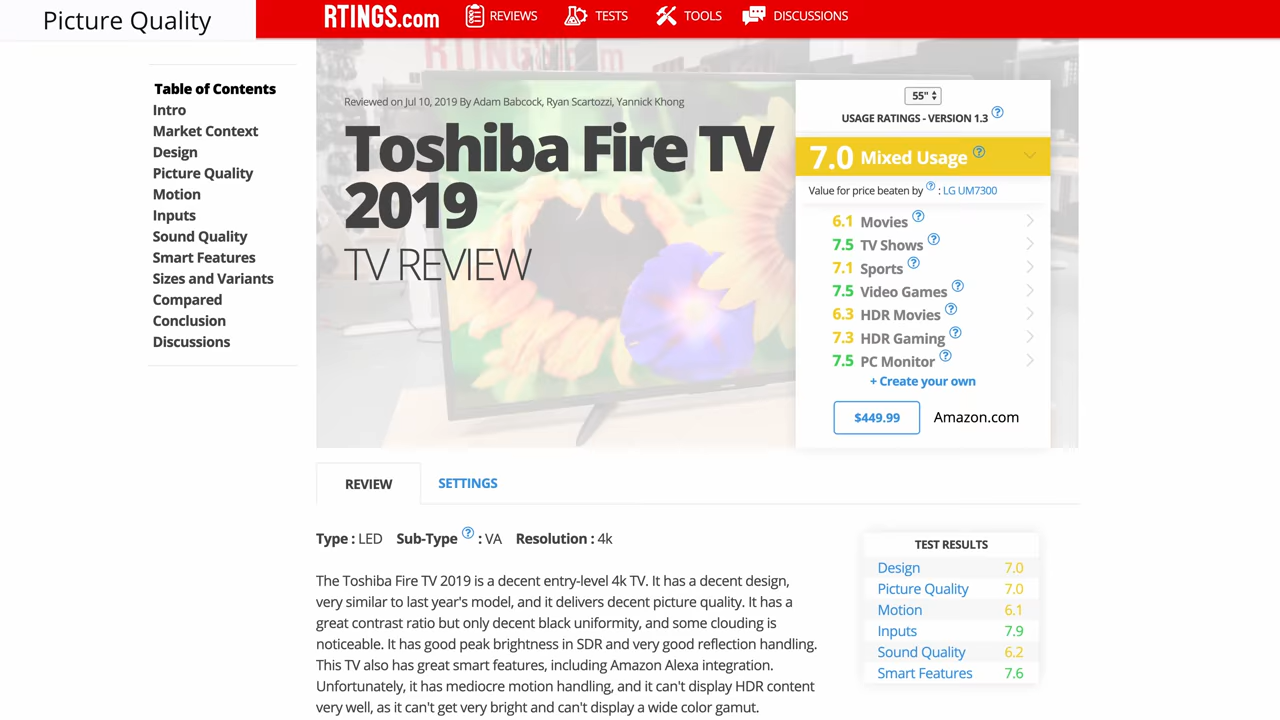 Picture Quality
RTINGS.com
REVIEWS
TESTS
TOOLS
DISCUSSIONS
Table of Contents
Intro
Market Context
Design
Picture Quality
Motion
Inputs
Sound Quality
Smart Features
Sizes and Variants
Compared
Conclusion
Discussions
Reviewed on Jul 10, 2019 By Adam Babcock, Ryan Scartozzi, Yannick Khong
Toshiba Fire TV
2019
TV REVIEW
55"
USAGE RATINGS - VERSION 1.3 ?
7.0 Mixed Usage ?
Value for price beaten by ? : LG UM7300
6.1 Movies ?
7.5 TV Shows ?
7.1 Sports ?
7.5 Video Games ?
6.3 HDR Movies ?
7.3 HDR Gaming ?
7.5 PC Monitor ?
+ Create your own
$449.99 Amazon.com
REVIEW SETTINGS
Type : LED Sub-Type ? : VA Resolution : 4k
The Toshiba Fire TV 2019 is a decent entry-level 4k TV. It has a decent design,
very similar to last year's model, and it delivers decent picture quality. It has a
great contrast ratio but only decent black uniformity, and some clouding is
noticeable. It has good peak brightness in SDR and very good reflection handling.
This TV also has great smart features, including Amazon Alexa integration.
Unfortunately, it has mediocre motion handling, and it can't display HDR content
very well, as it can't get very bright and can't display a wide color gamut.
TEST RESULTS
Design 7.0
Picture Quality 7.0
Motion 6.1
Inputs 7.9
Sound Quality 6.2
Smart Features 7.6